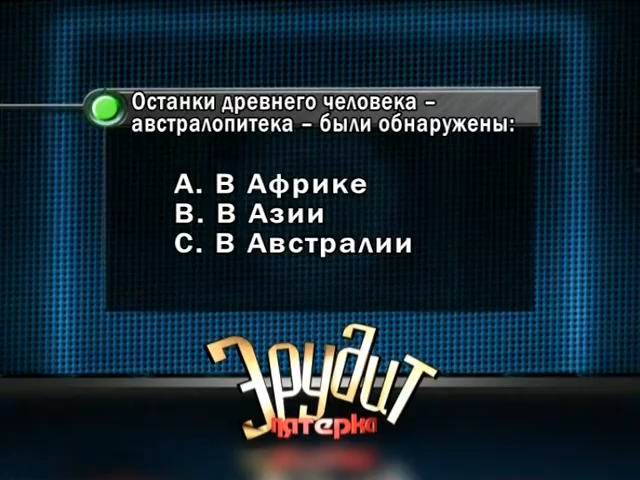 Останки древнего человека –
австралопитека – были обнаружены:
А. В Африке
В. В Азии
С. В Австралии
Эрудит
пятерка